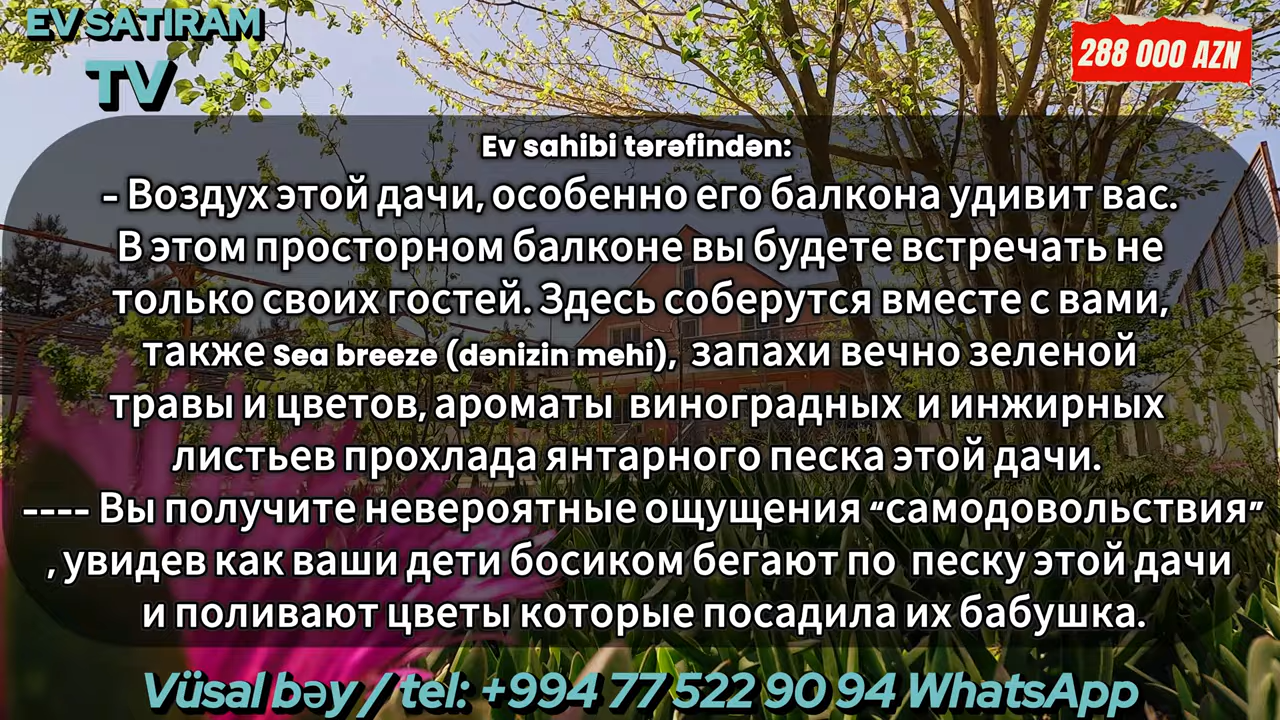 EV SATIRAM
TV
288 000 AZN
Ev sahibi tərəfindən:
- Воздух этой дачи, особенно его балкона удивит вас.
В этом просторном балконе вы будете встречать не
только своих гостей. Здесь соберутся вместе с вами,
также Sea breeze (dənizin mehi), запахи вечно зеленой
травы и цветов, ароматы виноградных и инжирных
листьев прохлада янтарного песка этой дачи.
---- Вы получите невероятные ощущения “самодовольствия”
, увидев как ваши дети босиком бегают по песку этой дачи
и поливают цветы которые посадила их бабушка.
Vüsal bəy / tel: +994 77 522 90 94 WhatsApp